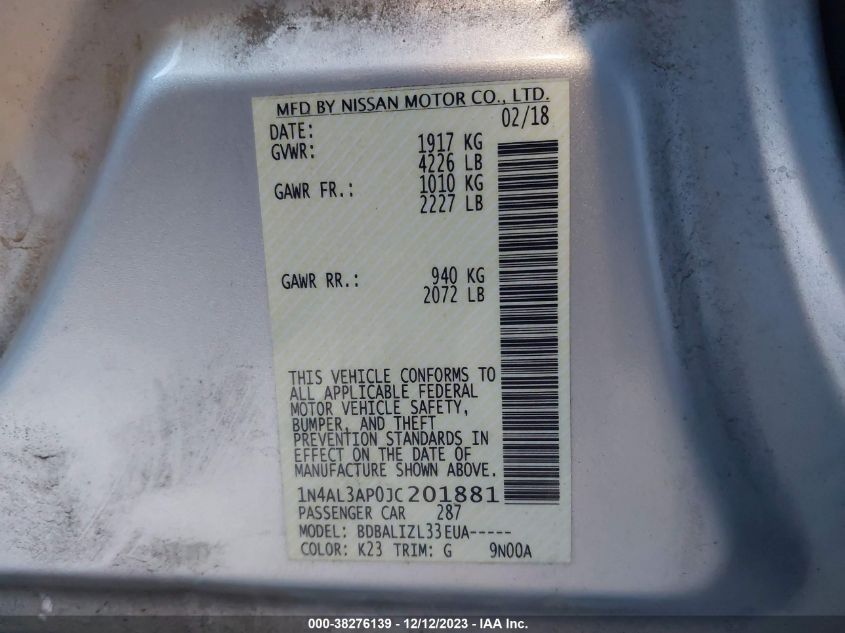 MFD BY NISSAN MOTOR CO., LTD.
DATE: 02/18
GVWR: 1917 KG
4226 LB
GAWR FR.: 1010 KG
2227 LB
GAWR RR.: 940 KG
2072 LB
THIS VEHICLE CONFORMS TO
ALL APPLICABLE FEDERAL
MOTOR VEHICLE SAFETY,
BUMPER, AND THEFT
PREVENTION STANDARDS IN
EFFECT ON THE DATE OF
MANUFACTURE SHOWN ABOVE.
1N4AL3AP0JC201881
PASSENGER CAR 287
MODEL: BDBALIZL33EUA-----
COLOR: K23 TRIM: G 9N00A
000-38276139 - 12/12/2023 - IAA Inc.